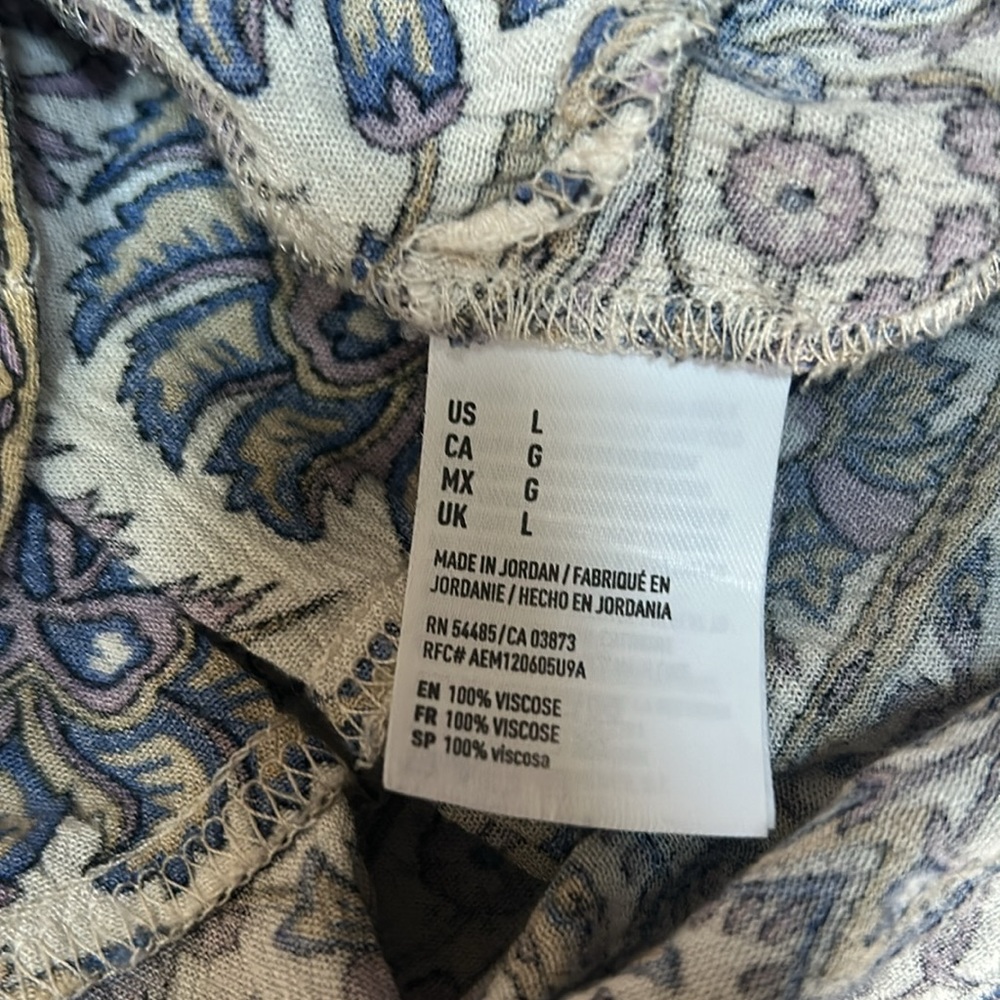 US L
CA G
MX G
UK L
MADE IN JORDAN / FABRIQUÉ EN
JORDANIE / HECHO EN JORDANIA
RN 54485/CA 03873
RFC# AEM120605U9A
EN 100% VISCOSE
FR 100% VISCOSE
SP 100% viscosa